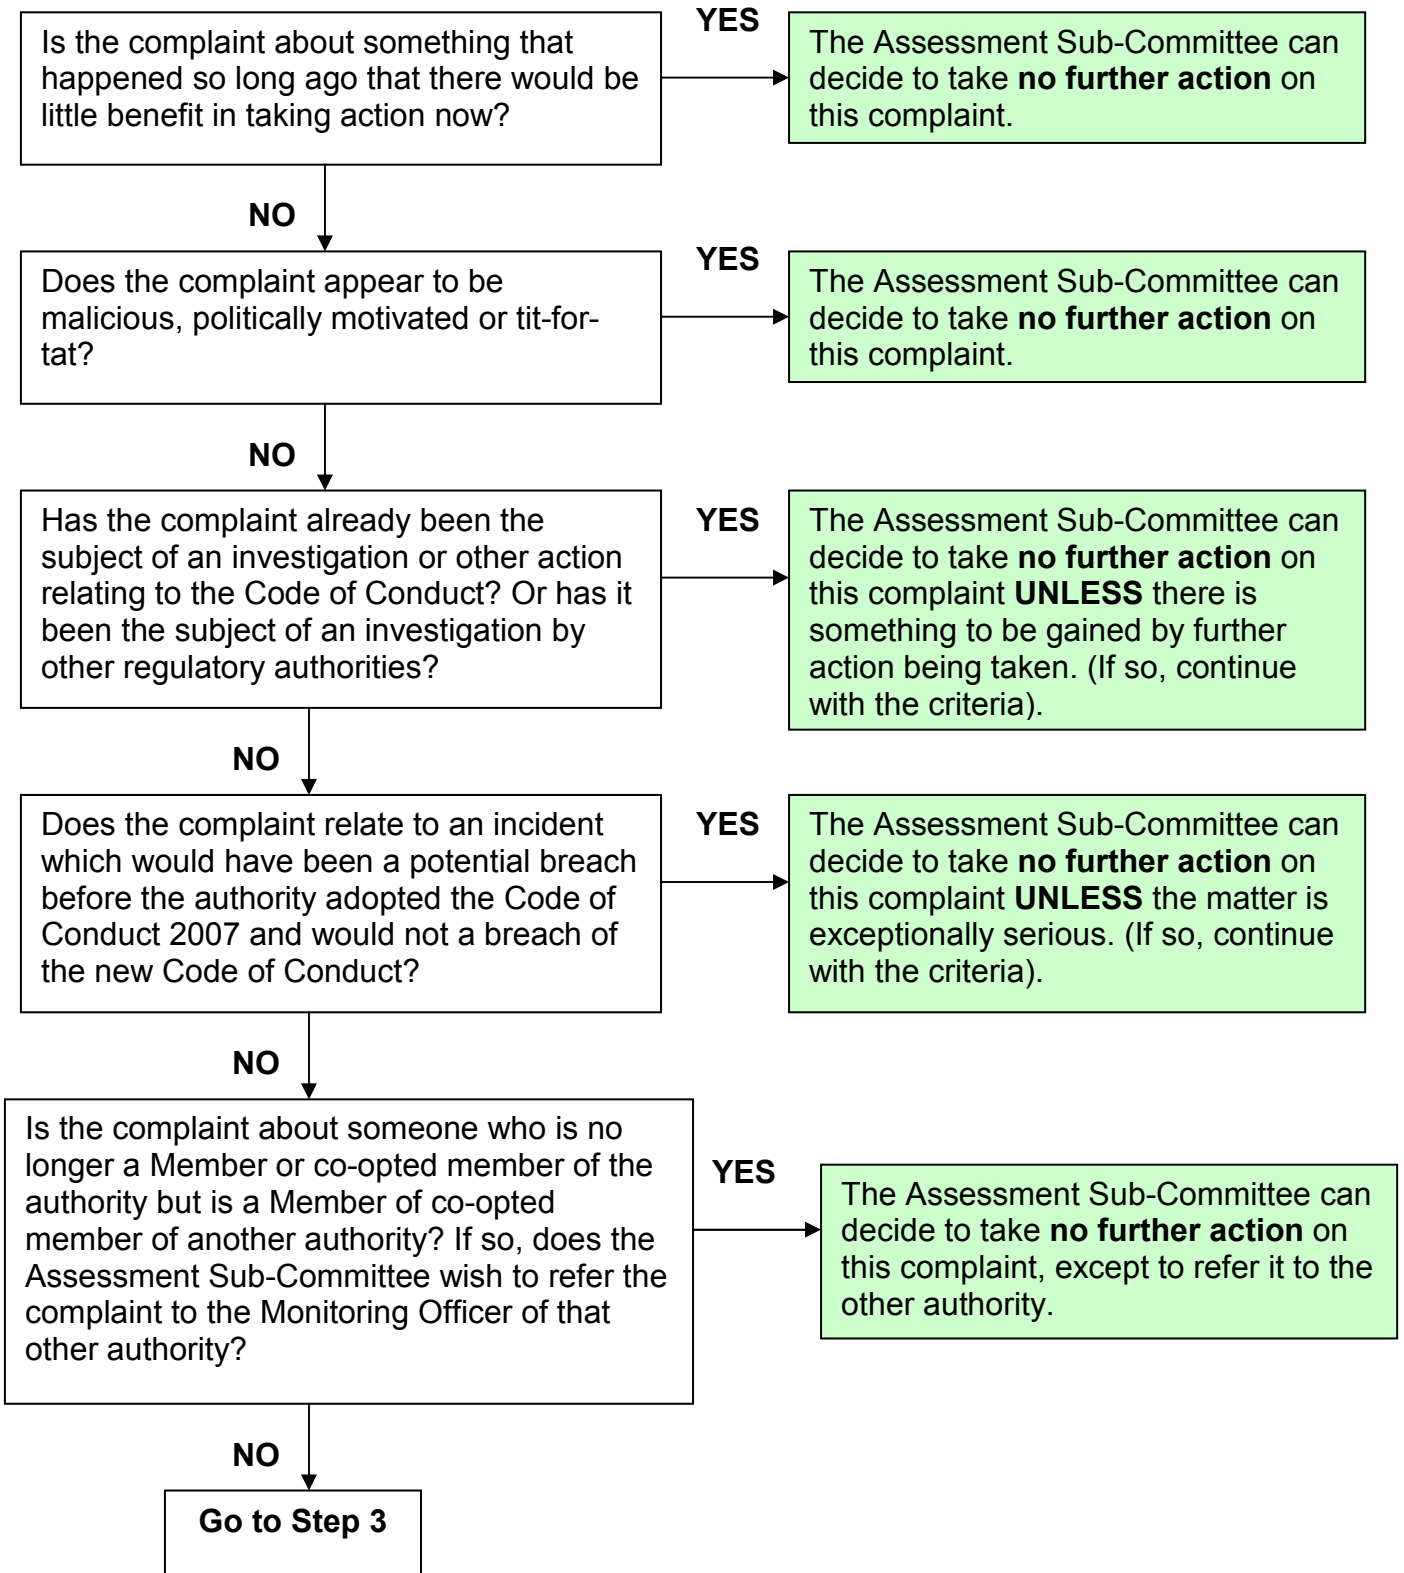 Is the complaint about something that
happened so long ago that there would be
little benefit in taking action now?
YES
The Assessment Sub-Committee can
decide to take no further action on
this complaint.
NO
Does the complaint appear to be
malicious, politically motivated or tit-for-
tat?
YES
The Assessment Sub-Committee can
decide to take no further action on
this complaint.
NO
Has the complaint already been the
subject of an investigation or other action
relating to the Code of Conduct? Or has it
been the subject of an investigation by
other regulatory authorities?
YES
The Assessment Sub-Committee can
decide to take no further action on
this complaint UNLESS there is
something to be gained by further
action being taken. (If so, continue
with the criteria).
NO
Does the complaint relate to an incident
which would have been a potential breach
before the authority adopted the Code of
Conduct 2007 and would not a breach of
the new Code of Conduct?
YES
The Assessment Sub-Committee can
decide to take no further action on
this complaint UNLESS the matter is
exceptionally serious. (If so, continue
with the criteria).
NO
Is the complaint about someone who is no
longer a Member or co-opted member of the
authority but is a Member of co-opted
member of another authority? If so, does the
Assessment Sub-Committee wish to refer the
complaint to the Monitoring Officer of that
other authority?
YES
The Assessment Sub-Committee can
decide to take no further action on
this complaint, except to refer it to the
other authority.
NO
Go to Step 3